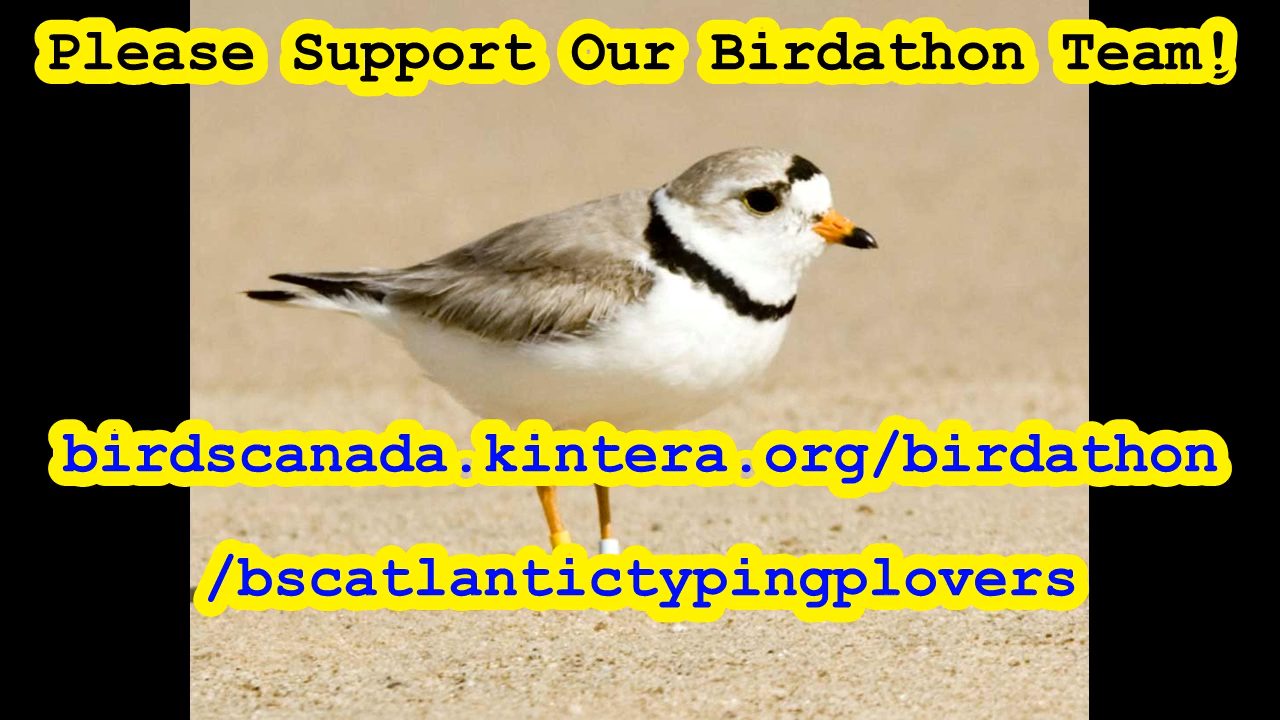 Please Support Our Birdathon Team!
birdscanada.kintera.org/birdathon
/bscatlantictypingplovers